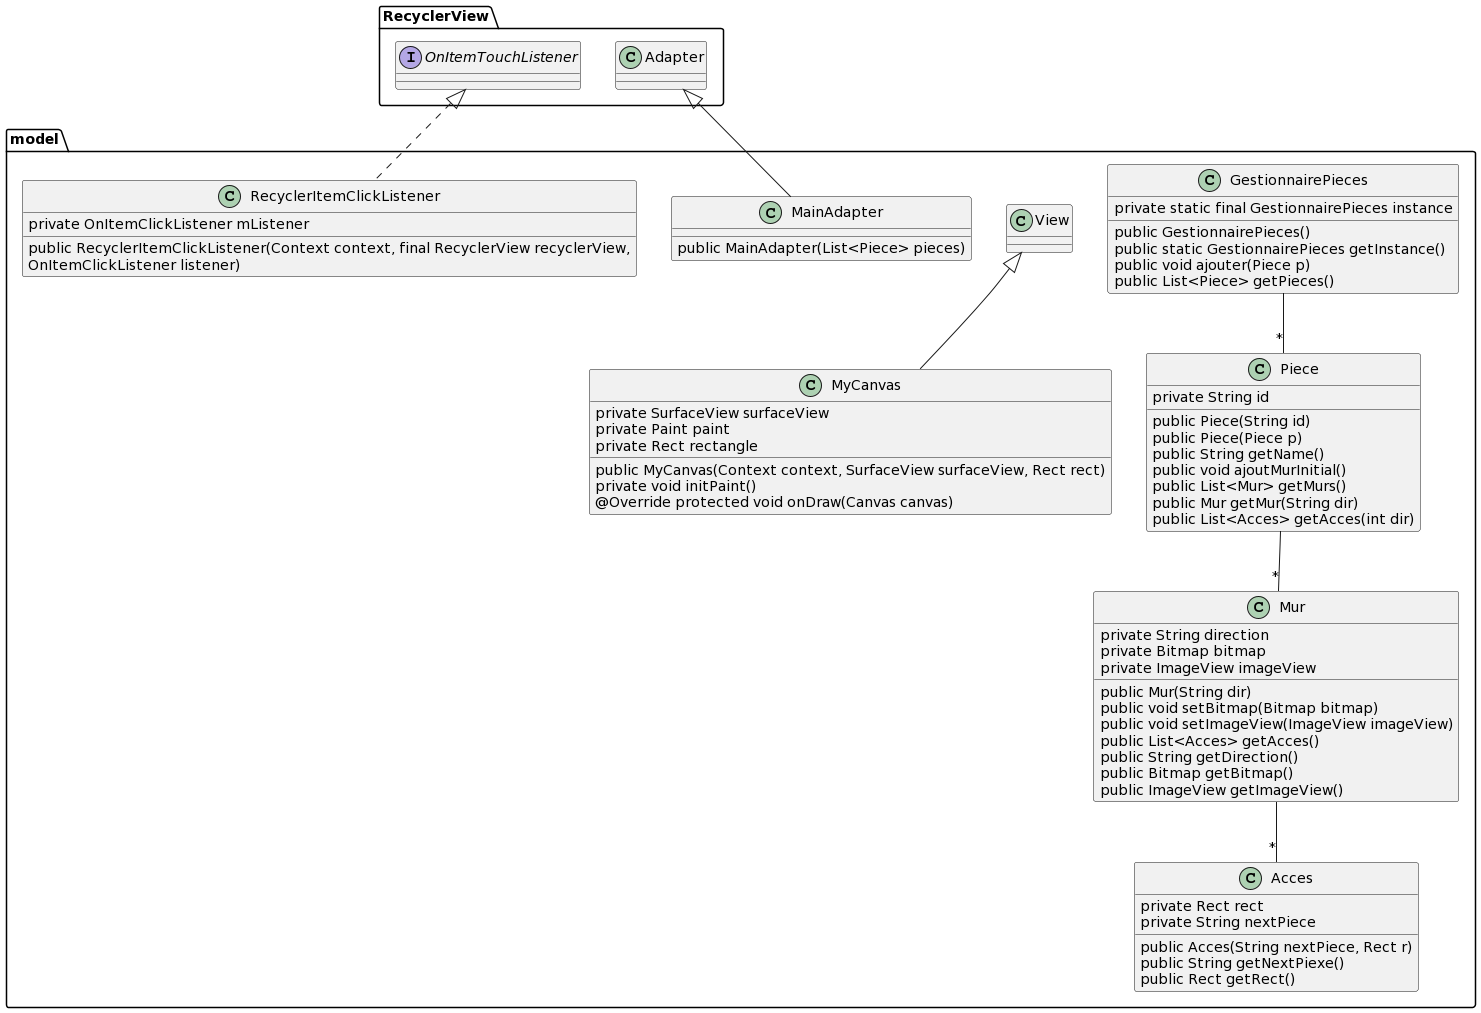 RecyclerView
I OnItemTouchListener
C Adapter
model
C RecyclerItemClickListener
private OnItemClickListener mListener
public RecyclerItemClickListener(Context context, final RecyclerView recyclerView,
OnItemClickListener listener)
C MainAdapter
public MainAdapter(List<Piece> pieces)
C View
C GestionnairePieces
private static final GestionnairePieces instance
public GestionnairePieces()
public static GestionnairePieces getInstance()
public void ajouter(Piece p)
public List<Piece> getPieces()
*
C MyCanvas
private SurfaceView surfaceView
private Paint paint
private Rect rectangle
public MyCanvas(Context context, SurfaceView surfaceView, Rect rect)
private void initPaint()
@Override protected void onDraw(Canvas canvas)
C Piece
private String id
public Piece(String id)
public Piece(Piece p)
public String getName()
public void ajoutMurInitial()
public List<Mur> getMurs()
public Mur getMur(String dir)
public List<Acces> getAcces(int dir)
*
C Mur
private String direction
private Bitmap bitmap
private ImageView imageView
public Mur(String dir)
public void setBitmap(Bitmap bitmap)
public void setImageView(ImageView imageView)
public List<Acces> getAcces()
public String getDirection()
public Bitmap getBitmap()
public ImageView getImageView()
*
C Acces
private Rect rect
private String nextPiece
public Acces(String nextPiece, Rect r)
public String getNextPiexe()
public Rect getRect()